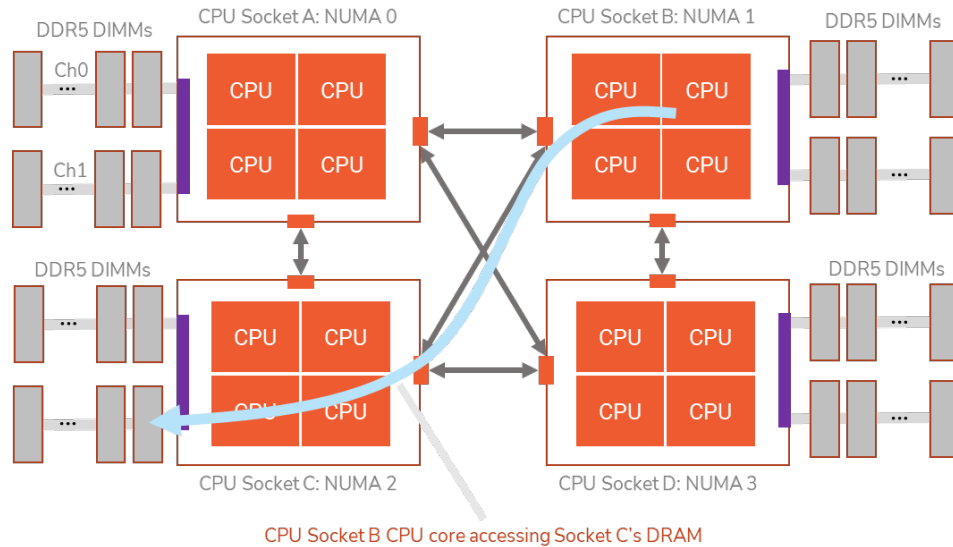 CPU Socket A: NUMA 0
CPU Socket B: NUMA 1
DDR5 DIMMs
DDR5 DIMMs
Ch0
...
...
CPU CPU
CPU CPU
Ch1
...
...
CPU CPU
CPU CPU
DDR5 DIMMs
DDR5 DIMMs
...
...
CPU CPU
CPU CPU
...
...
CPU CPU
CPU CPU
CPU Socket C: NUMA 2
CPU Socket D: NUMA 3
CPU Socket B CPU core accessing Socket C's DRAM